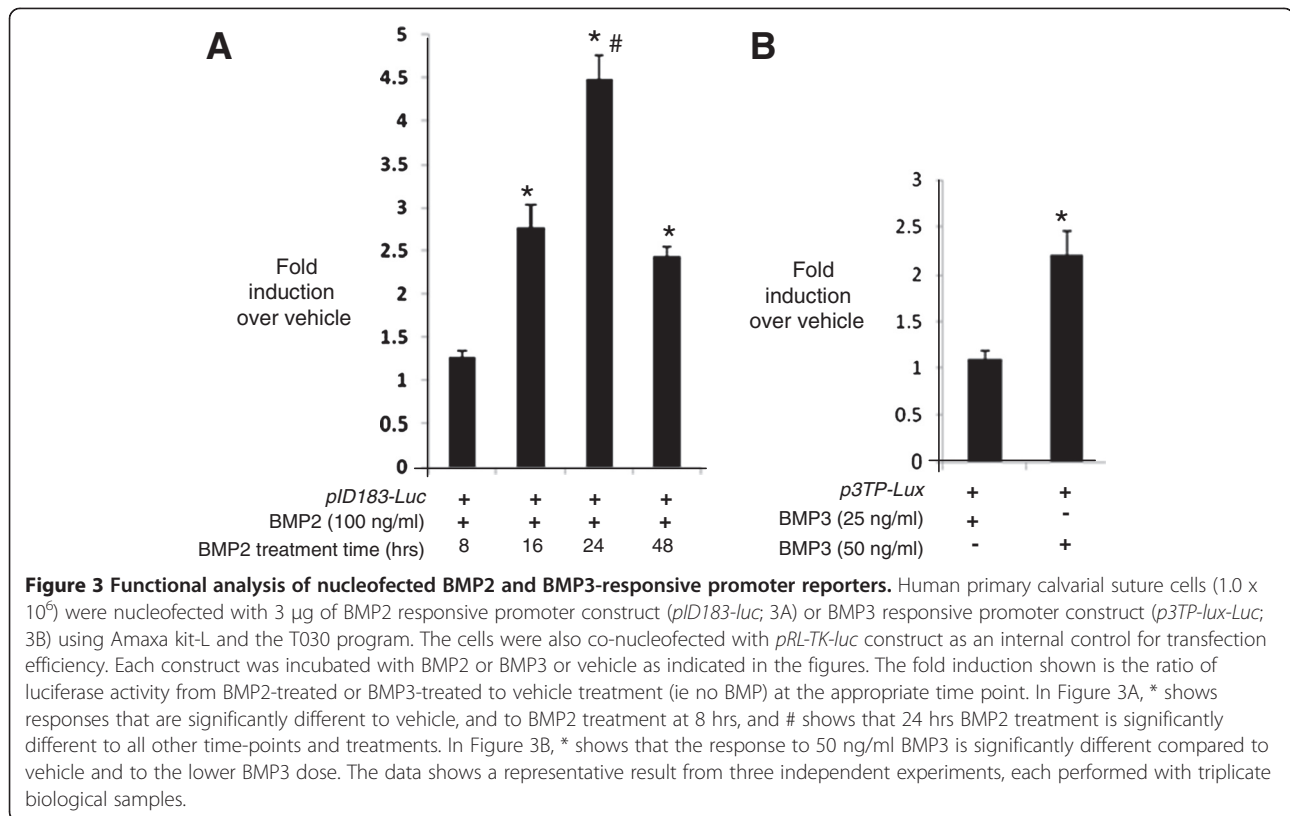 A
B
5
4.5
4
3.5
3
2.5
2
1.5
1
0.5
0
* #
*
*
Fold
induction
over vehicle
pID183-Luc + + + +
BMP2 (100 ng/ml) + + + +
BMP2 treatment time (hrs) 8 16 24 48
3
2.5
2
1.5
1
0.5
0
*
Fold
induction
over vehicle
p3TP-Lux + +
BMP3 (25 ng/ml) + -
BMP3 (50 ng/ml) - +
Figure 3 Functional analysis of nucleofected BMP2 and BMP3-responsive promoter reporters. Human primary calvarial suture cells (1.0 x
10⁶) were nucleofected with 3 μg of BMP2 responsive promoter construct (pID183-luc; 3A) or BMP3 responsive promoter construct (p3TP-lux-Luc;
3B) using Amaxa kit-L and the T030 program. The cells were also co-nucleofected with pRL-TK-luc construct as an internal control for transfection
efficiency. Each construct was incubated with BMP2 or BMP3 or vehicle as indicated in the figures. The fold induction shown is the ratio of
luciferase activity from BMP2-treated or BMP3-treated to vehicle treatment (ie no BMP) at the appropriate time point. In Figure 3A, * shows
responses that are significantly different to vehicle, and to BMP2 treatment at 8 hrs, and # shows that 24 hrs BMP2 treatment is significantly
different to all other time-points and treatments. In Figure 3B, * shows that the response to 50 ng/ml BMP3 is significantly different compared to
vehicle and to the lower BMP3 dose. The data shows a representative result from three independent experiments, each performed with triplicate
biological samples.